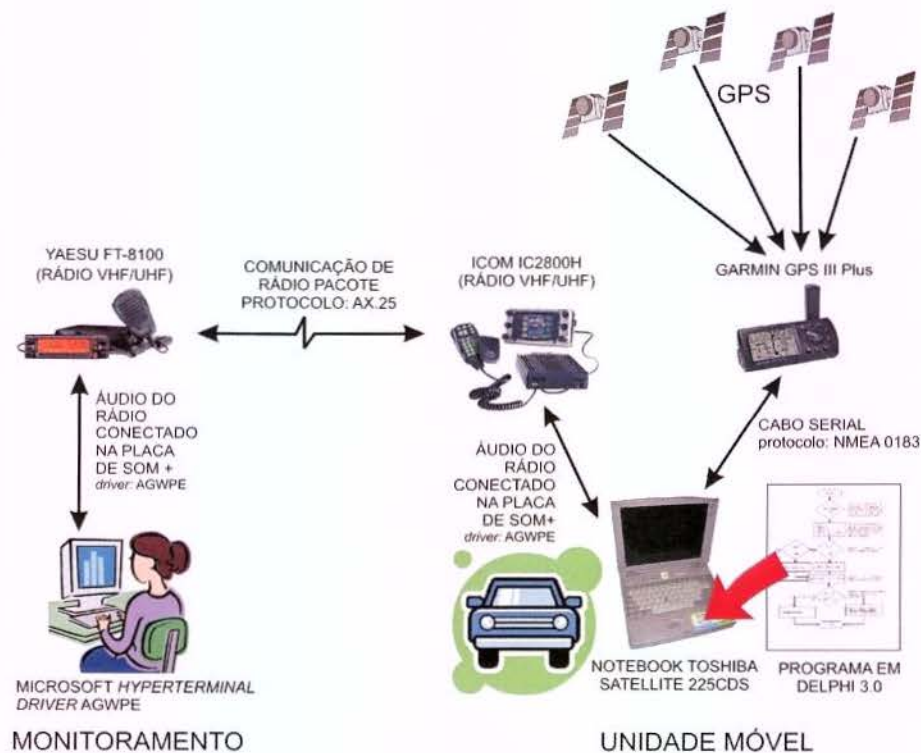 GPS
YAESU FT-8100
(RÁDIO VHF/UHF)
COMUNICAÇÃO DE
RÁDIO PACOTE
PROTOCOLO: AX.25
ICOM IC2800H
(RÁDIO VHF/UHF)
GARMIN GPS III Plus
ÁUDIO DO
RÁDIO
CONECTADO
NA PLACA
DE SOM +
driver: AGWPE
ÁUDIO DO
RÁDIO
CONECTADO
NA PLACA
DE SOM+
driver: AGWPE
CABO SERIAL
protocolo: NMEA 0183
MICROSOFT HYPERTERMINAL
DRIVER AGWPE
NOTEBOOK TOSHIBA
SATELLITE 225CDS
PROGRAMA EM
DELPHI 3.0
MONITORAMENTO
UNIDADE MÓVEL